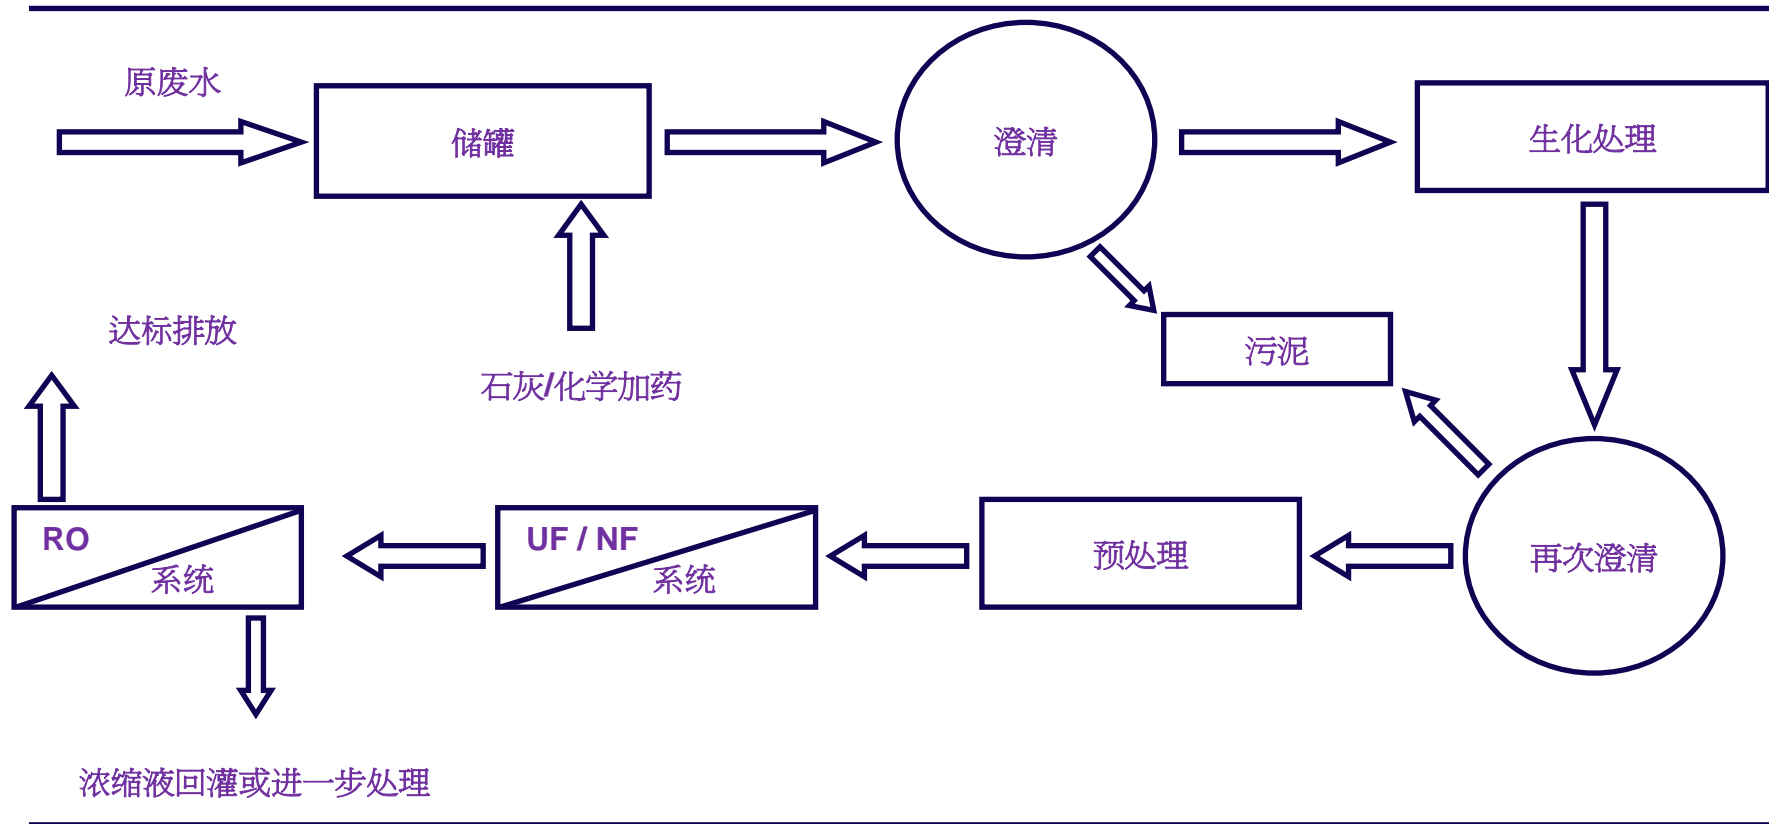 原废水
储罐
澄清
生化处理
达标排放
石灰/化学加药
污泥
RO
系统
UF / NF
系统
预处理
再次澄清
浓缩液回灌或进一步处理